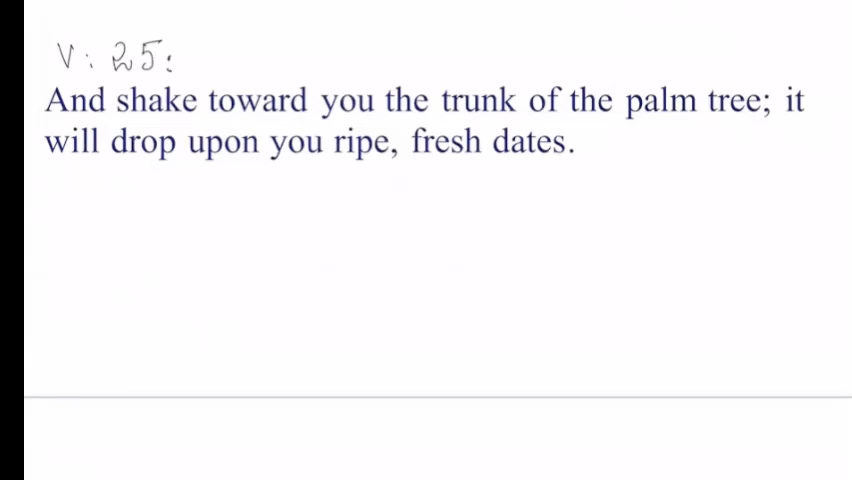 V: 25:
And shake toward you the trunk of the palm tree; it
will drop upon you ripe, fresh dates.